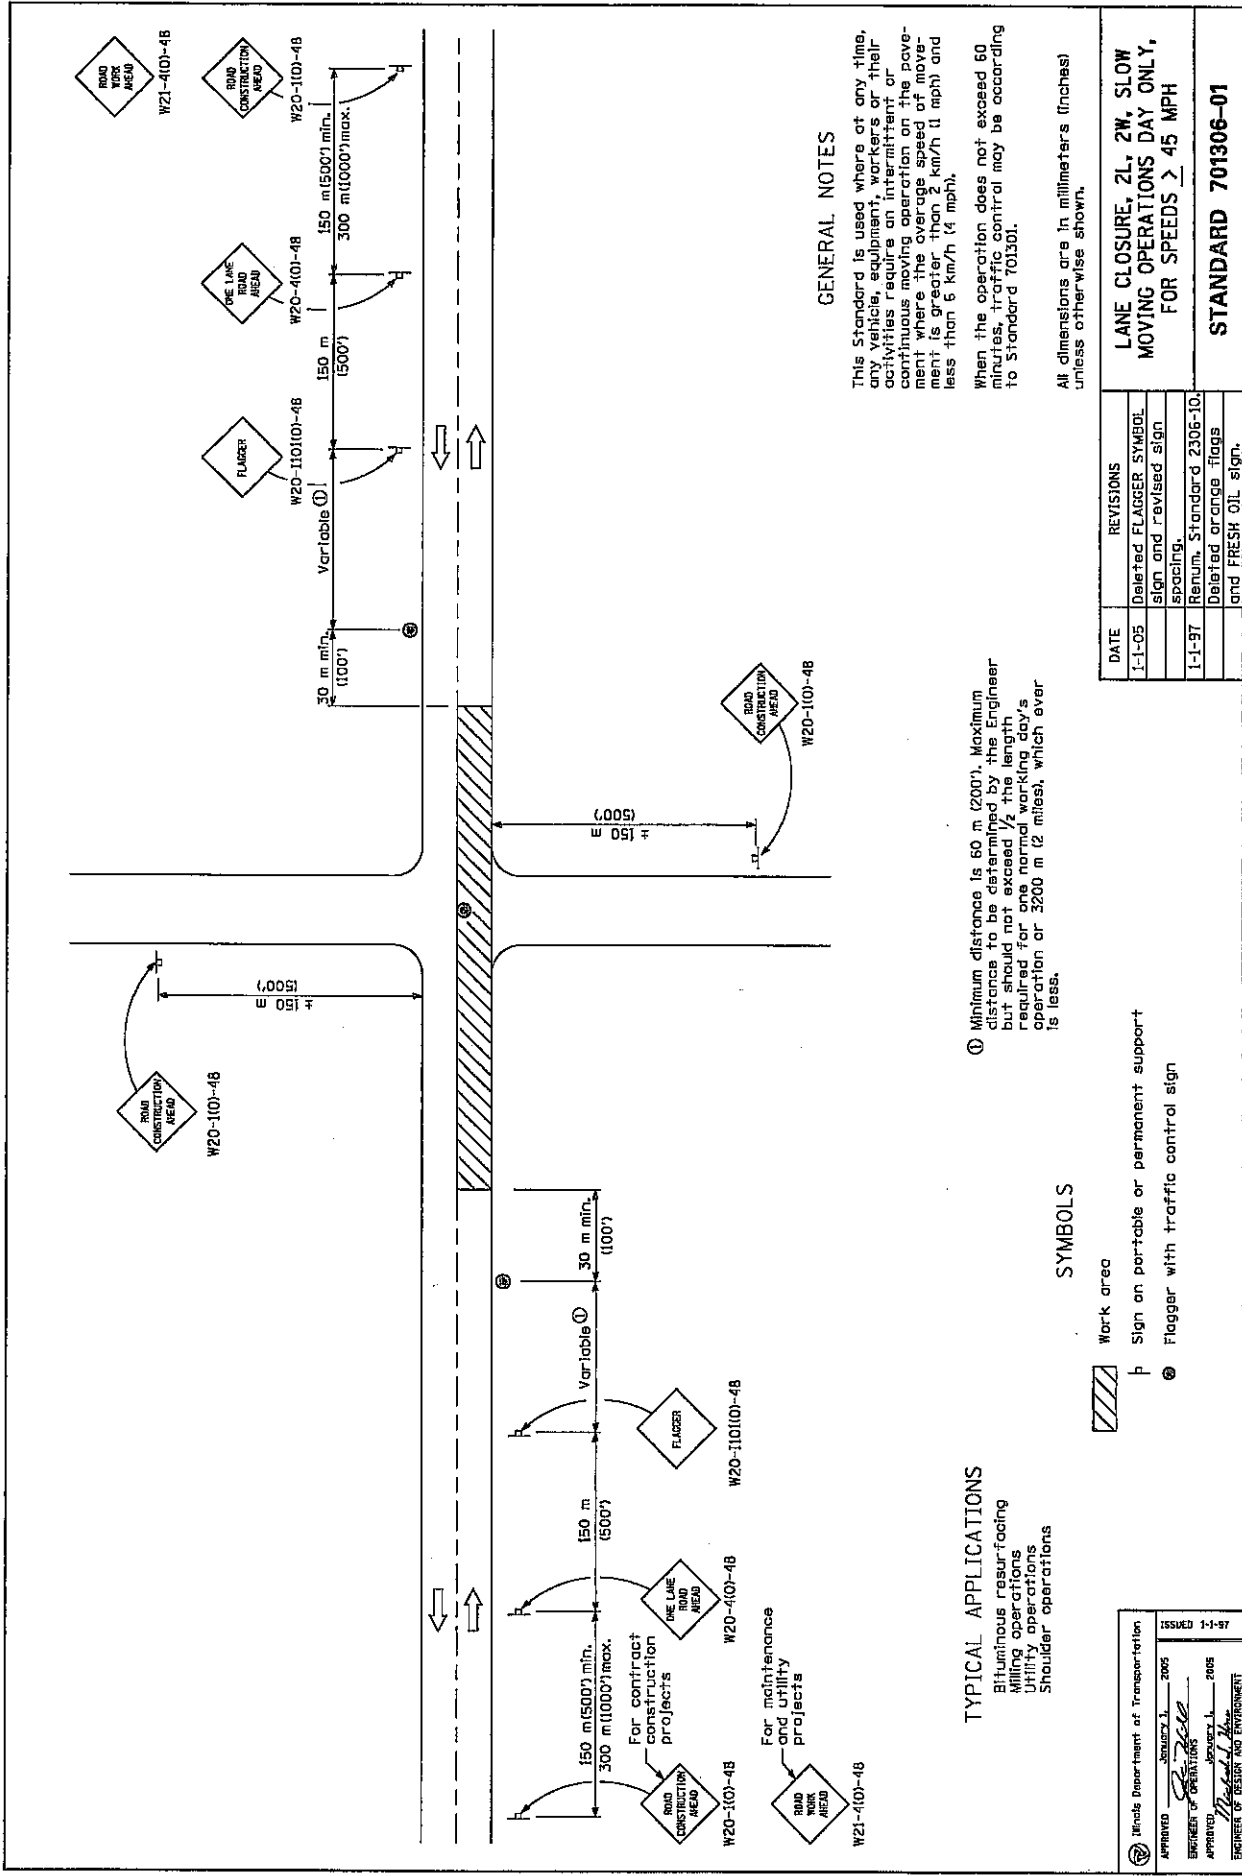 ROAD
WORK
AHEAD
W21-4(O)-48
ROAD
CONSTRUCTION
AHEAD
W20-1(O)-48
150 m(500') min.
300 m(1000')max.
ONE LANE
ROAD
AHEAD
W20-4(O)-48
150 m
(500')
FLAGGER
W20-I101(O)-48
Variable ①
30 m min.
(100')
ROAD
CONSTRUCTION
AHEAD
W20-1(O)-48
± 150 m
(500')
ROAD
CONSTRUCTION
AHEAD
W20-1(O)-48
± 150 m
(500')
30 m min.
(100')
Variable ①
FLAGGER
W20-I101(O)-48
150 m
(500')
ONE LANE
ROAD
AHEAD
W20-4(O)-48
150 m(500') min.
300 m(1000')max.
For contract
construction
projects
ROAD
CONSTRUCTION
AHEAD
W20-1(O)-48
For maintenance
and utility
projects
ROAD
WORK
AHEAD
W21-4(O)-48
TYPICAL APPLICATIONS
Bituminous resurfacing
Milling operations
Utility operations
Shoulder operations
SYMBOLS
Work area
Sign on portable or permanent support
Flagger with traffic control sign
① Minimum distance is 60 m (200'). Maximum
distance to be determined by the Engineer
but should not exceed ½ the length
required for one normal working day's
operation or 3200 m (2 miles), which ever
is less.
GENERAL NOTES
This Standard is used where at any time,
any vehicle, equipment, workers or their
activities require an intermittent or
continuous moving operation on the pave-
ment where the average speed of move-
ment is greater than 2 km/h (1 mph) and
less than 6 km/h (4 mph).
When the operation does not exceed 60
minutes, traffic control may be according
to Standard 701301.
All dimensions are in millimeters (inches)
unless otherwise shown.
Illinois Department of Transportation
APPROVED January 1, 2005
ENGINEER OF OPERATIONS
APPROVED January 1, 2005
ENGINEER OF DESIGN AND ENVIRONMENT
ISSUED 1-1-97
DATE REVISIONS
1-1-05 Deleted FLAGGER SYMBOL
sign and revised sign
spacing.
1-1-97 Renum. Standard 2306-10.
Deleted orange flags
and FRESH OIL sign.
LANE CLOSURE, 2L, 2W, SLOW
MOVING OPERATIONS DAY ONLY,
FOR SPEEDS ≥ 45 MPH
STANDARD 701306-01